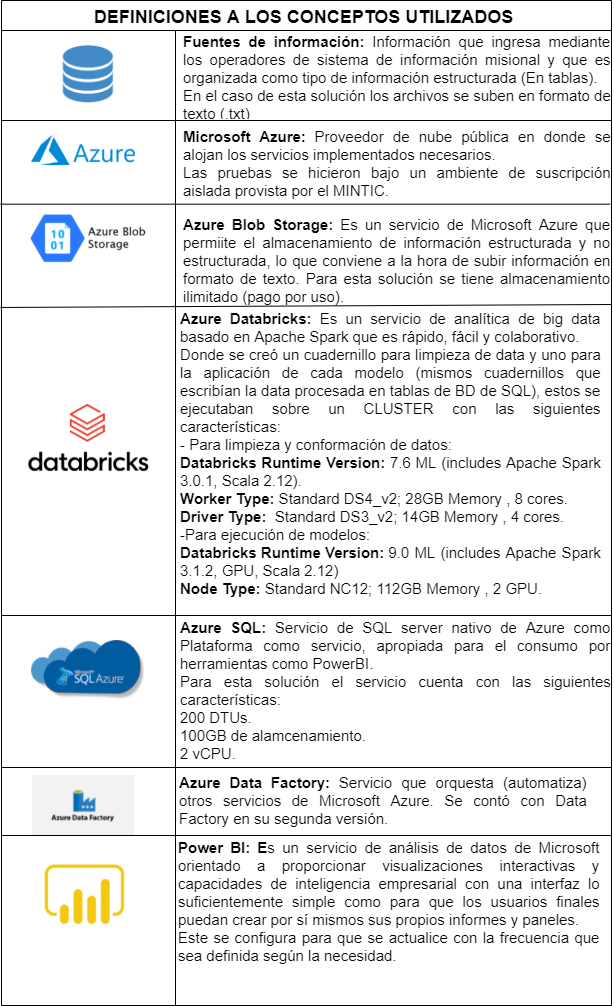 DEFINICIONES A LOS CONCEPTOS UTILIZADOS
Fuentes de información: Información que ingresa mediante
los operadores de sistema de información misional y que es
organizada como tipo de información estructurada (En tablas).
En el caso de esta solución los archivos se suben en formato de
texto (.txt)
Azure
Microsoft Azure: Proveedor de nube pública en donde se
alojan los servicios implementados necesarios.
Las pruebas se hicieron bajo un ambiente de suscripción
aislada provista por el MINTIC.
10
01
Azure Blob
Storage
Azure Blob Storage: Es un servicio de Microsoft Azure que
permiite el almacenamiento de información estructurada y no
estructurada, lo que conviene a la hora de subir información en
formato de texto. Para esta solución se tiene almacenamiento
ilimitado (pago por uso).
databricks
Azure Databricks: Es un servicio de analítica de big data
basado en Apache Spark que es rápido, fácil y colaborativo.
Donde se creó un cuadernillo para limpieza de data y uno para
la aplicación de cada modelo (mismos cuadernillos que
escribían la data procesada en tablas de BD de SQL), estos se
ejecutaban sobre un CLUSTER con las siguientes
características:
- Para limpieza y conformación de datos:
Databricks Runtime Version: 7.6 ML (includes Apache Spark
3.0.1, Scala 2.12).
Worker Type: Standard DS4_v2; 28GB Memory , 8 cores.
Driver Type: Standard DS3_v2; 14GB Memory , 4 cores.
-Para ejecución de modelos:
Databricks Runtime Version: 9.0 ML (includes Apache Spark
3.1.2, GPU, Scala 2.12)
Node Type: Standard NC12; 112GB Memory , 2 GPU.
Microsoft
SQL Azure
Azure SQL: Servicio de SQL server nativo de Azure como
Plataforma como servicio, apropiada para el consumo por
herramientas como PowerBI.
Para esta solución el servicio cuenta con las siguientes
características:
200 DTUs.
100GB de alamcenamiento.
2 vCPU.
Azure Data Factory
Azure Data Factory: Servicio que orquesta (automatiza)
otros servicios de Microsoft Azure. Se contó con Data
Factory en su segunda versión.
Power BI: Es un servicio de análisis de datos de Microsoft
orientado a proporcionar visualizaciones interactivas y
capacidades de inteligencia empresarial con una interfaz lo
suficientemente simple como para que los usuarios finales
puedan crear por sí mismos sus propios informes y paneles.
Este se configura para que se actualice con la frecuencia que
sea definida según la necesidad.